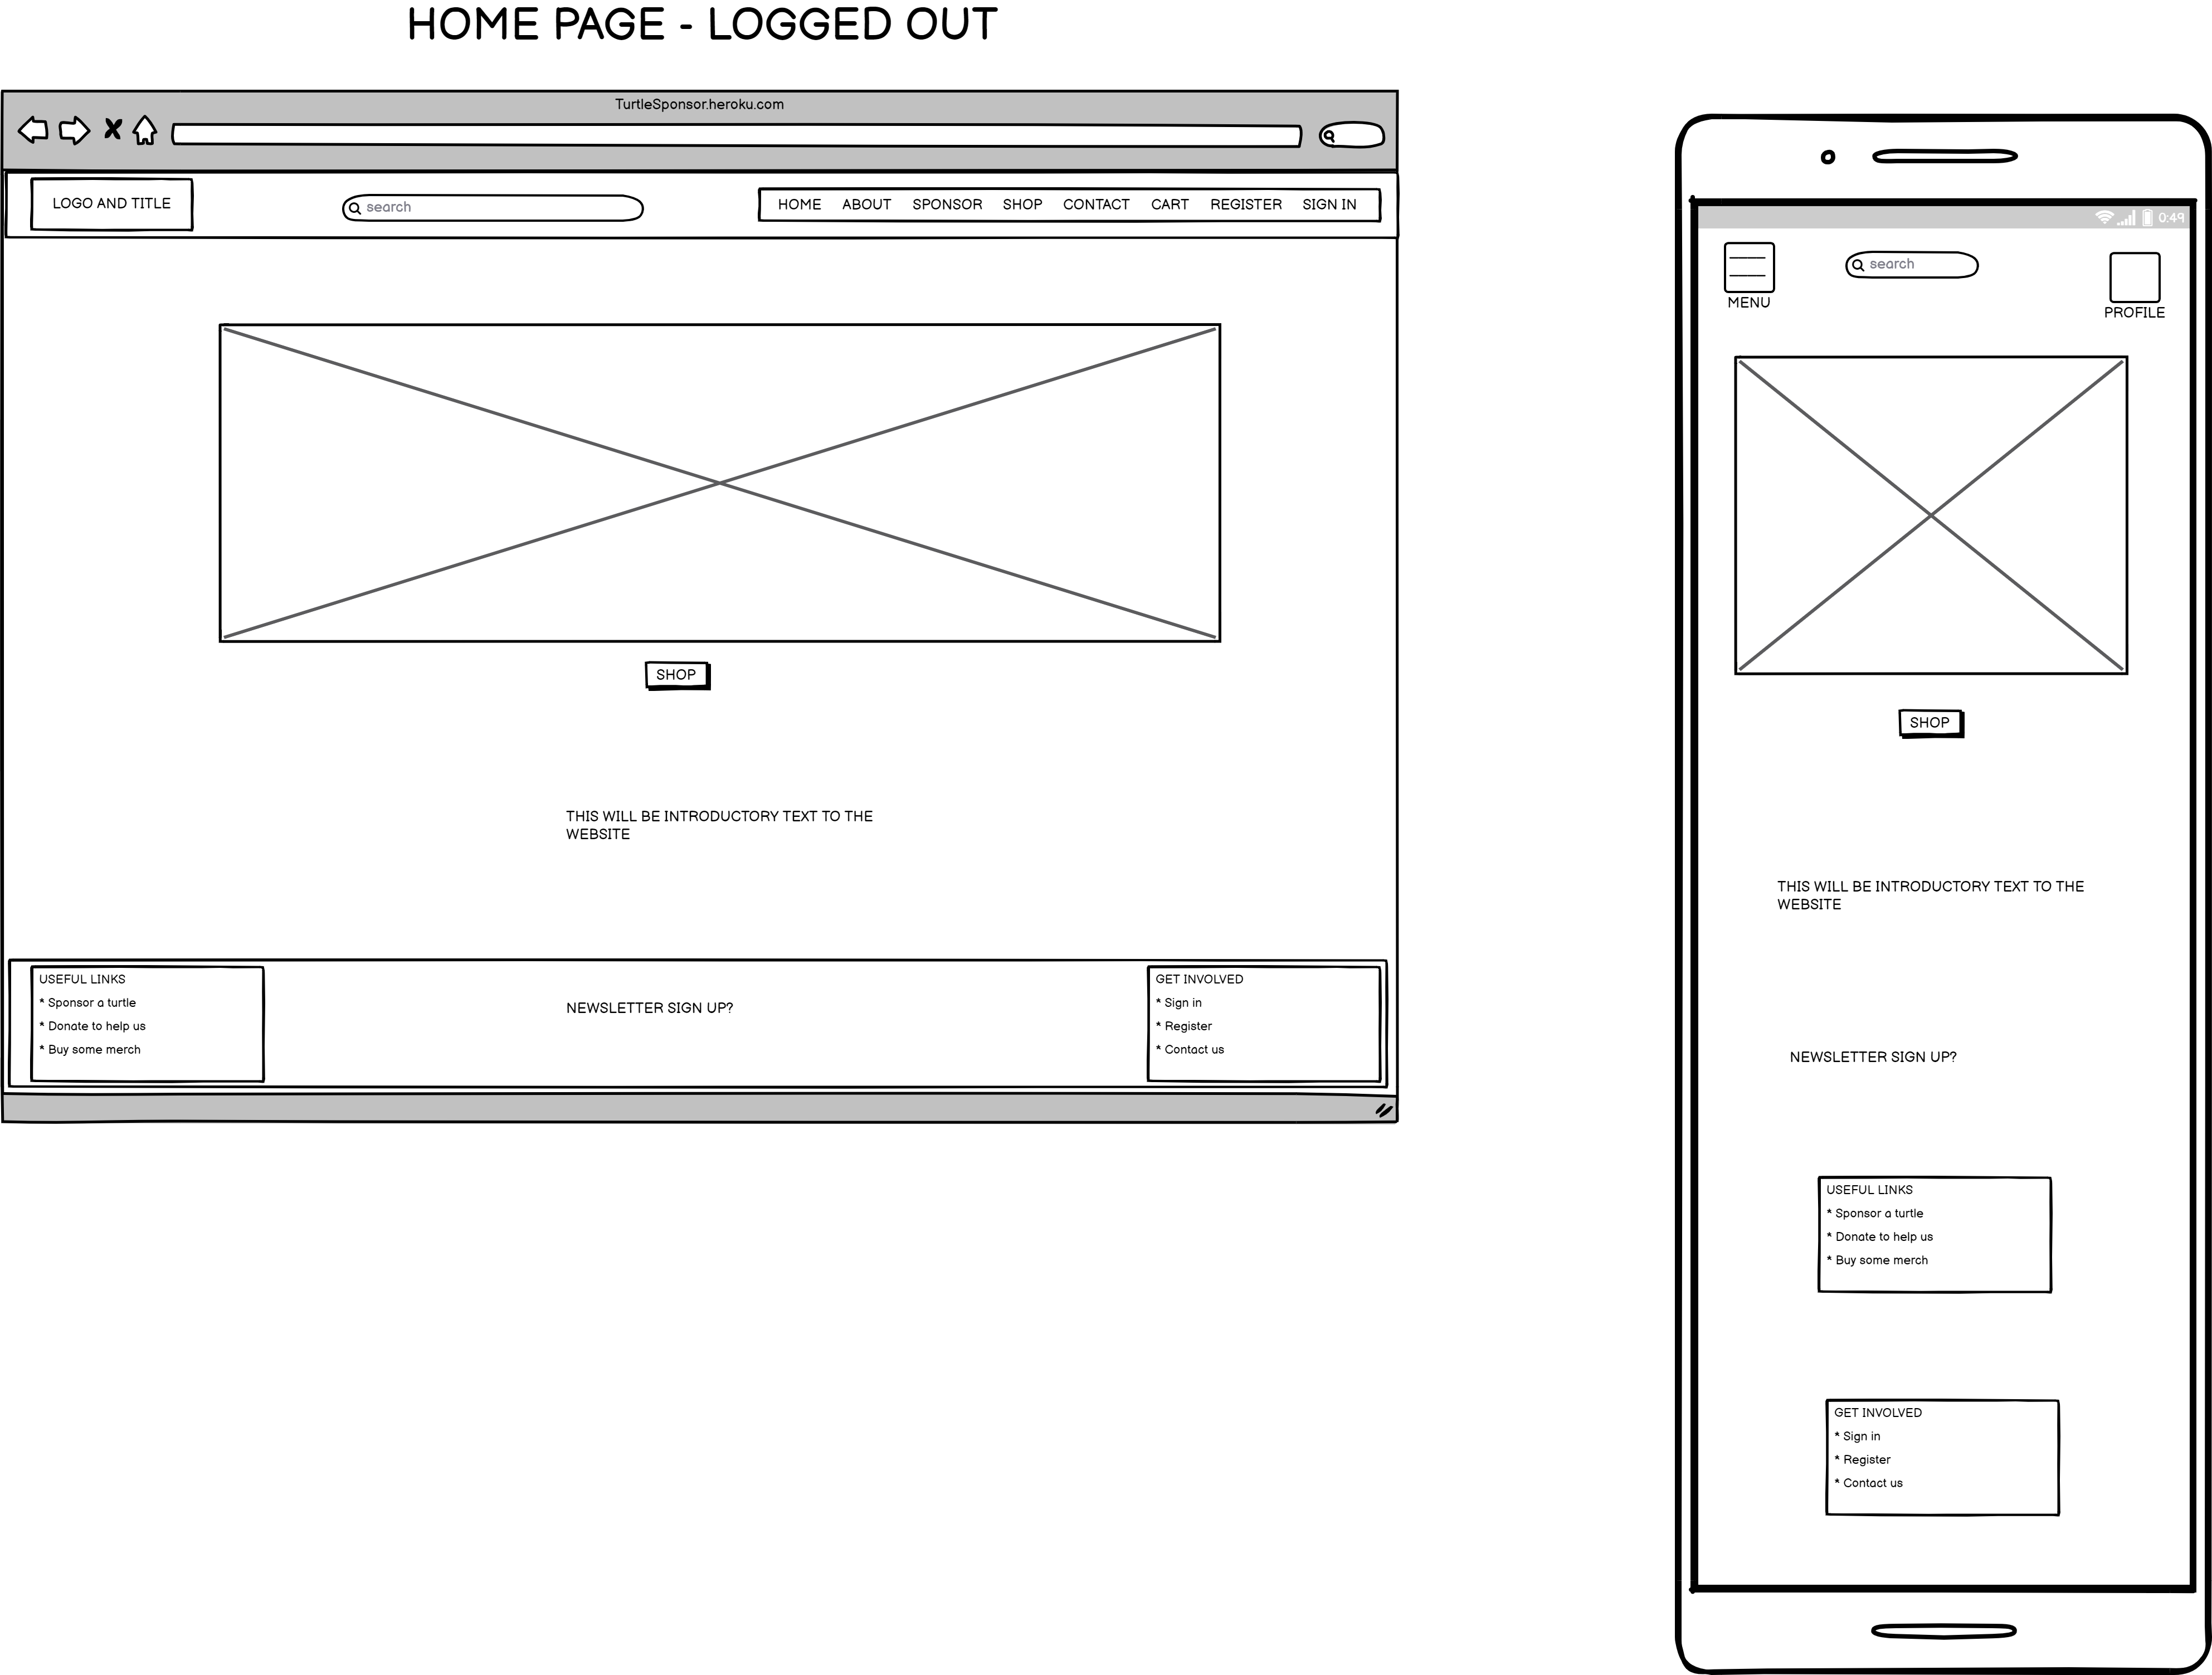 HOME PAGE - LOGGED OUT
TurtleSponsor.heroku.com
LOGO AND TITLE
search
HOME ABOUT SPONSOR SHOP CONTACT CART REGISTER SIGN IN
SHOP
THIS WILL BE INTRODUCTORY TEXT TO THE
WEBSITE
USEFUL LINKS
* Sponsor a turtle
* Donate to help us
* Buy some merch
NEWSLETTER SIGN UP?
GET INVOLVED
* Sign in
* Register
* Contact us
0:49
MENU
search
PROFILE
SHOP
THIS WILL BE INTRODUCTORY TEXT TO THE
WEBSITE
NEWSLETTER SIGN UP?
USEFUL LINKS
* Sponsor a turtle
* Donate to help us
* Buy some merch
GET INVOLVED
* Sign in
* Register
* Contact us